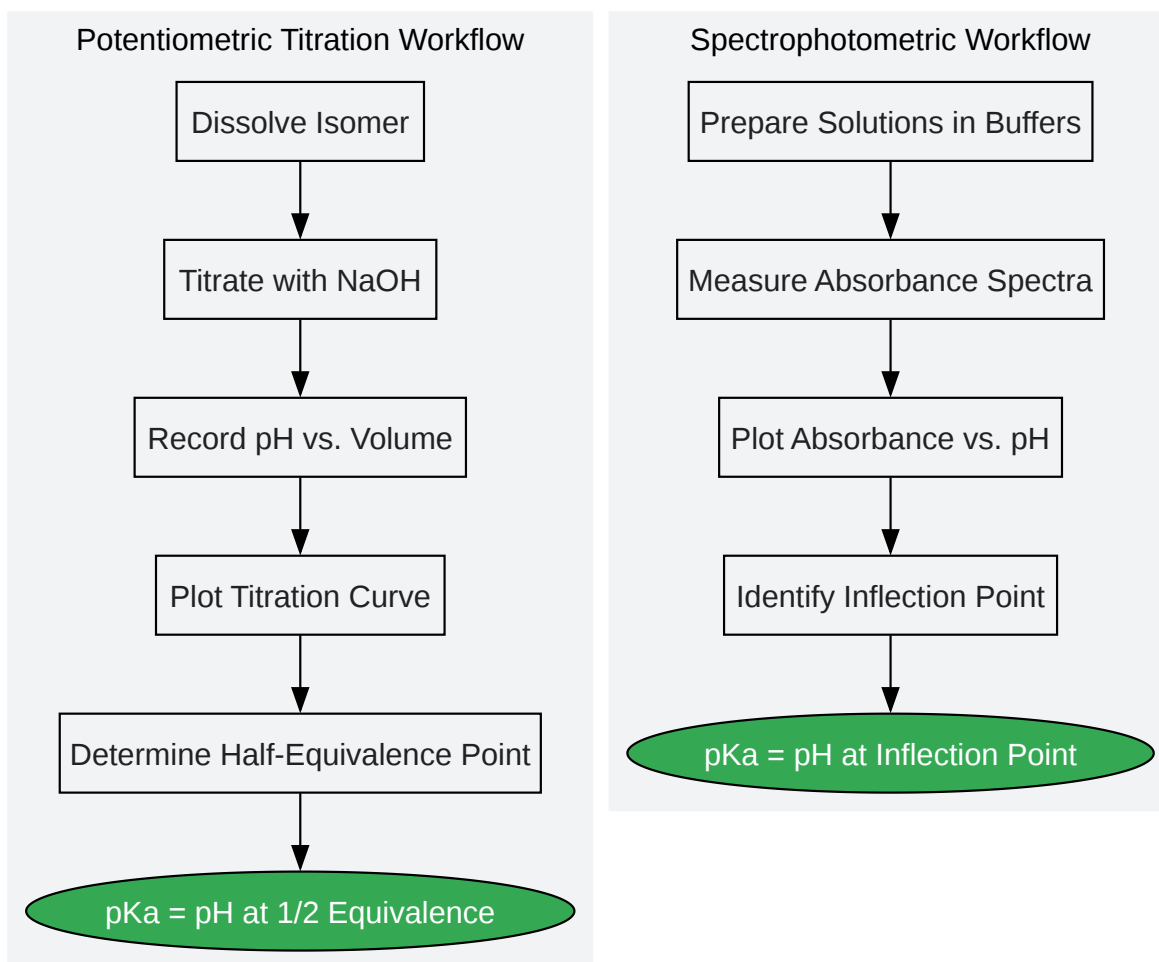 Potentiometric Titration Workflow
Dissolve Isomer
Titrate with NaOH
Record pH vs. Volume
Plot Titration Curve
Determine Half-Equivalence Point
pKa = pH at 1/2 Equivalence
Spectrophotometric Workflow
Prepare Solutions in Buffers
Measure Absorbance Spectra
Plot Absorbance vs. pH
Identify Inflection Point
pKa = pH at Inflection Point